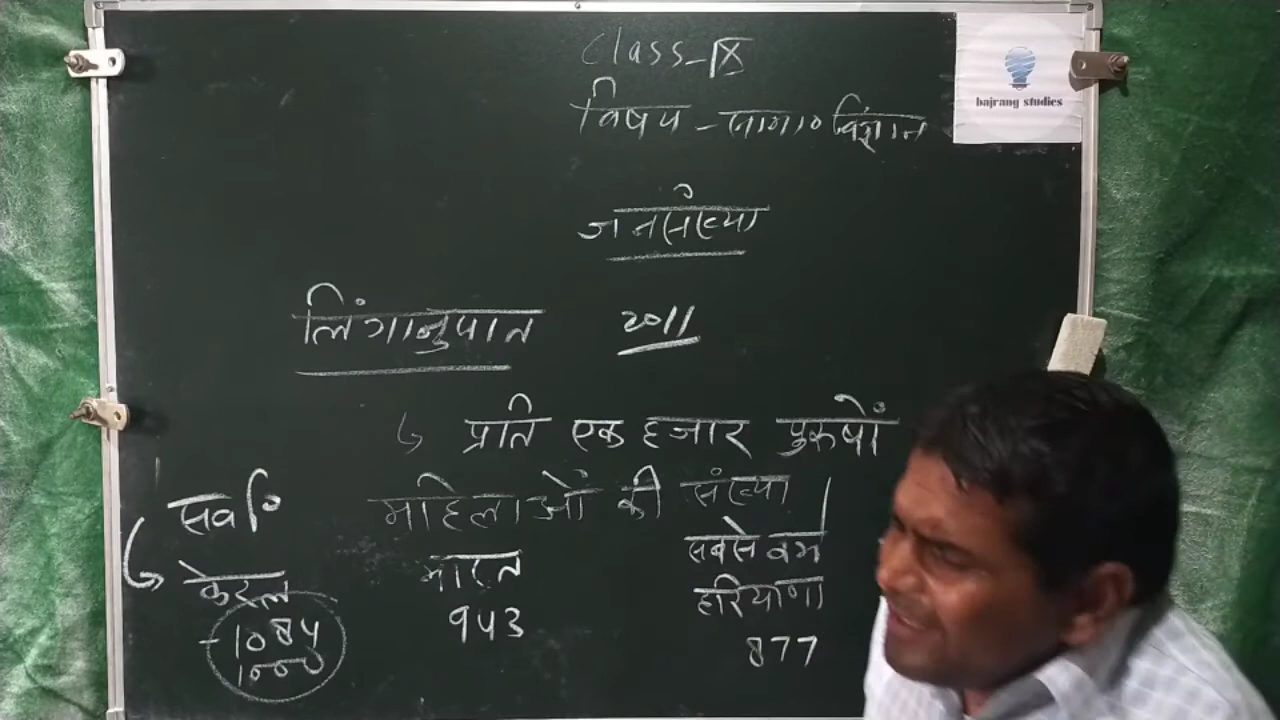 Class-IX
bajrang studies
विषय - सामा० विज्ञान
जनसंख्या
लिंगानुपात 2011
↳ प्रति एक हजार पुरुषों
महिलाओं की संख्या
सर्वा०
↳ केरल
1084
1000
भारत
943
सबसे कम
हरियाणा
877